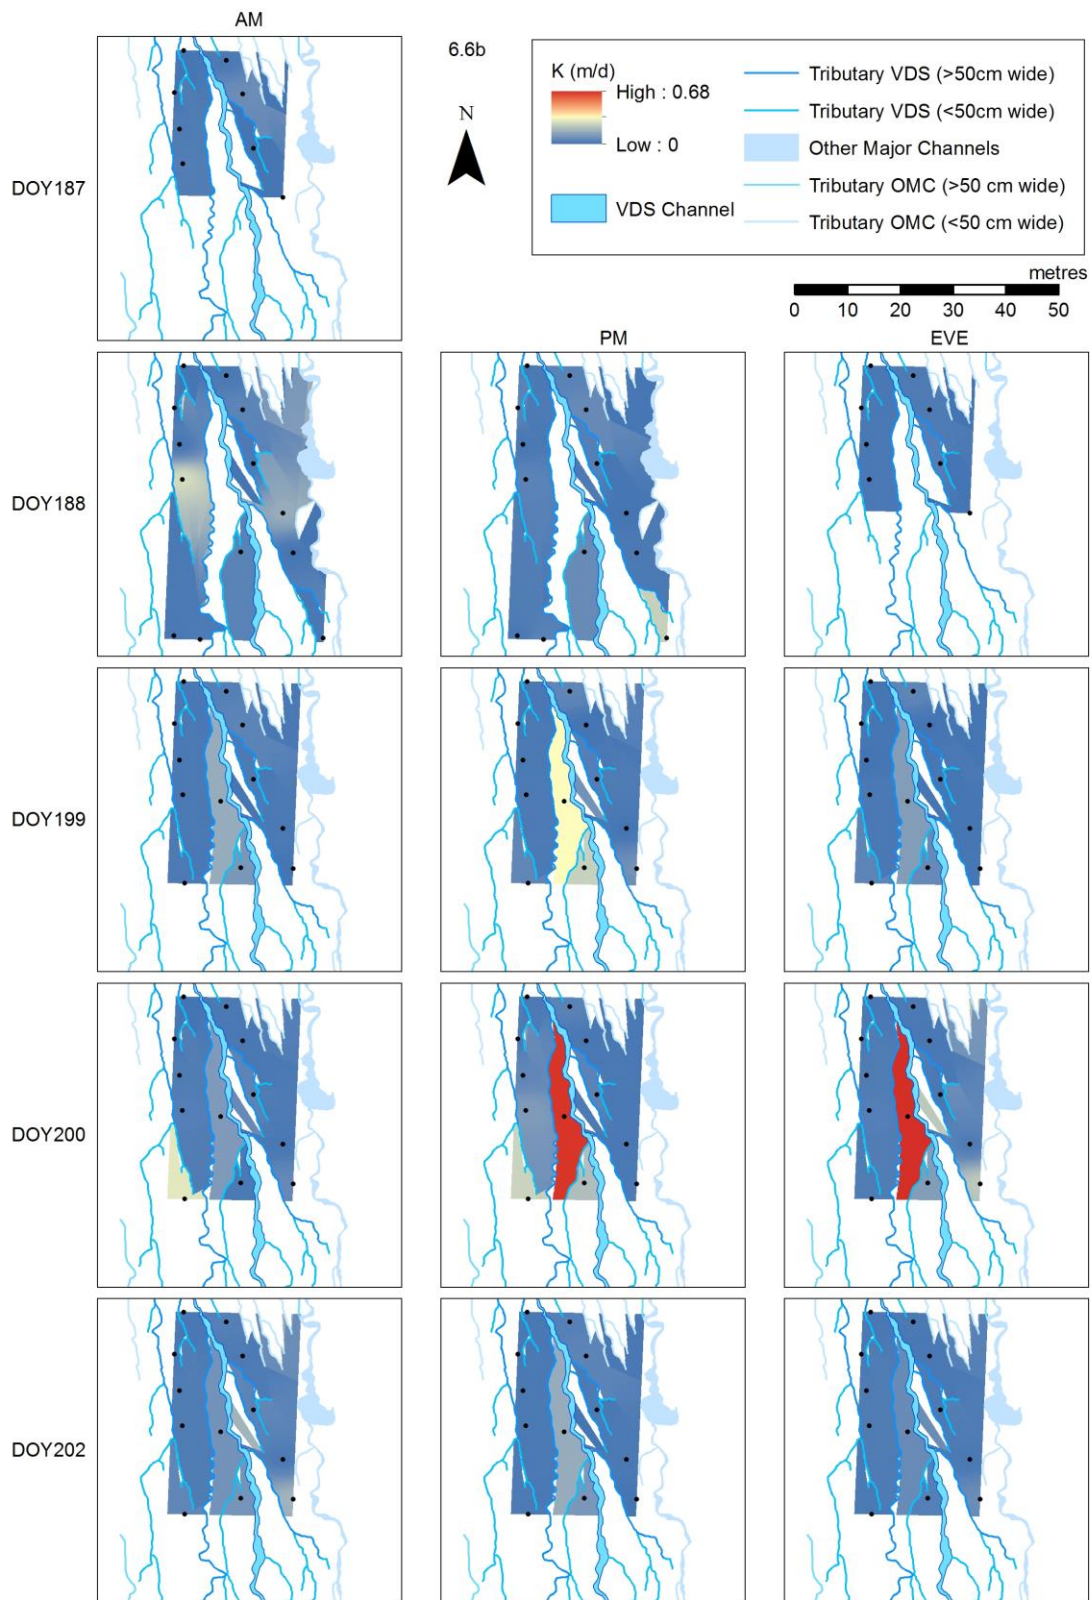 AM
6.6b
N
K (m/d)
High : 0.68
Low : 0
VDS Channel
Tributary VDS (>50cm wide)
Tributary VDS (<50cm wide)
Other Major Channels
Tributary OMC (>50 cm wide)
Tributary OMC (<50 cm wide)
metres
0 10 20 30 40 50
DOY187
PM
EVE
DOY188
DOY199
DOY200
DOY202